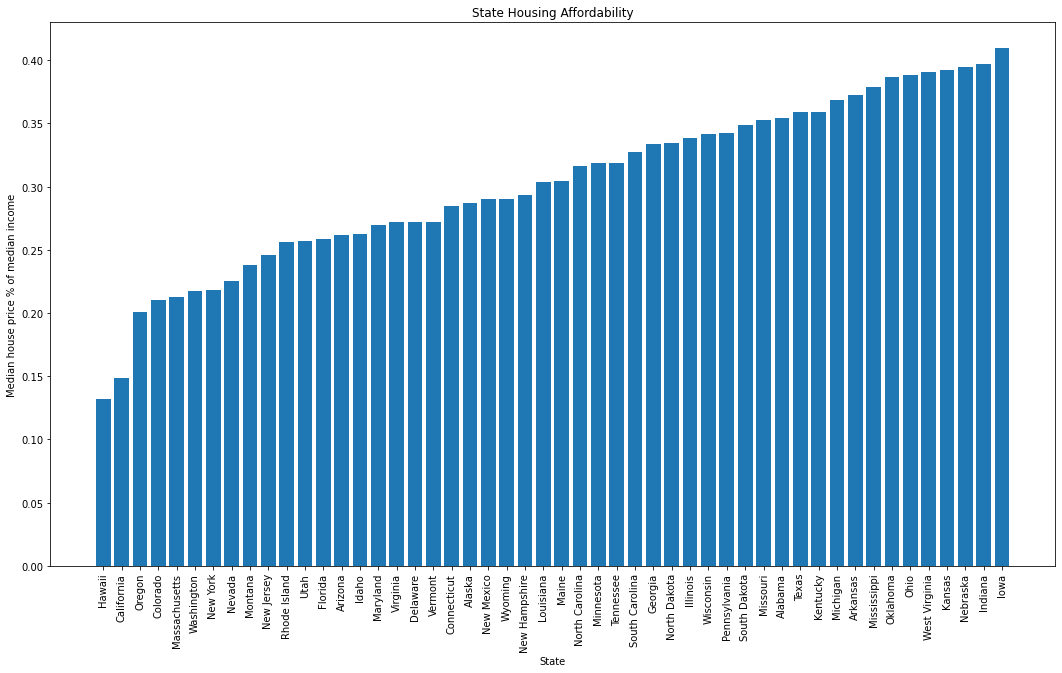 State Housing Affordability
Median house price % of median income
0.40
0.35
0.30
0.25
0.20
0.15
0.10
0.05
0.00
Hawaii
California
Oregon
Colorado
Massachusetts
Washington
New York
Nevada
Montana
New Jersey
Rhode Island
Utah
Florida
Arizona
Idaho
Maryland
Virginia
Delaware
Vermont
Connecticut
Alaska
New Mexico
Wyoming
New Hampshire
Louisiana
Maine
North Carolina
Minnesota
Tennessee
South Carolina
Georgia
North Dakota
Illinois
Wisconsin
Pennsylvania
South Dakota
Missouri
Alabama
Texas
Kentucky
Michigan
Arkansas
Mississippi
Oklahoma
Ohio
West Virginia
Kansas
Nebraska
Indiana
Iowa
State